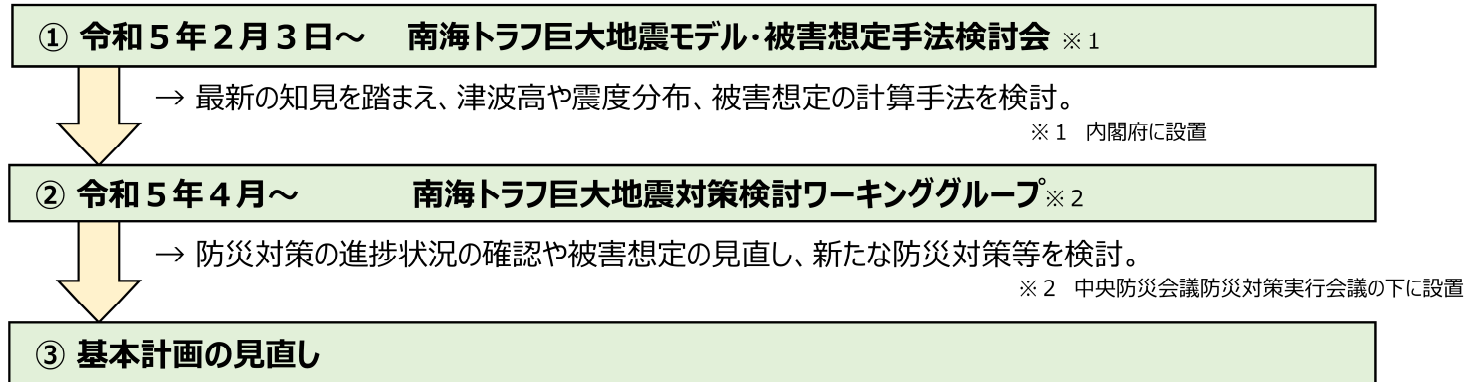 ① 令和５年２月３日～　南海トラフ巨大地震モデル・被害想定手法検討会 ※１
→ 最新の知見を踏まえ、津波高や震度分布、被害想定の計算手法を検討。
※１　内閣府に設置
② 令和５年４月～　南海トラフ巨大地震対策検討ワーキンググループ※２
→ 防災対策の進捗状況の確認や被害想定の見直し、新たな防災対策等を検討。
※２　中央防災会議防災対策実行会議の下に設置
③ 基本計画の見直し